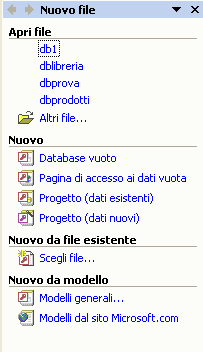 Nuovo file
Apri file
db1
dblibreria
dbprova
dbprodotti
Altri file...
Nuovo
Database vuoto
Pagina di accesso ai dati vuota
Progetto (dati esistenti)
Progetto (dati nuovi)
Nuovo da file esistente
Scegli file...
Nuovo da modello
Modelli generali...
Modelli dal sito Microsoft.com